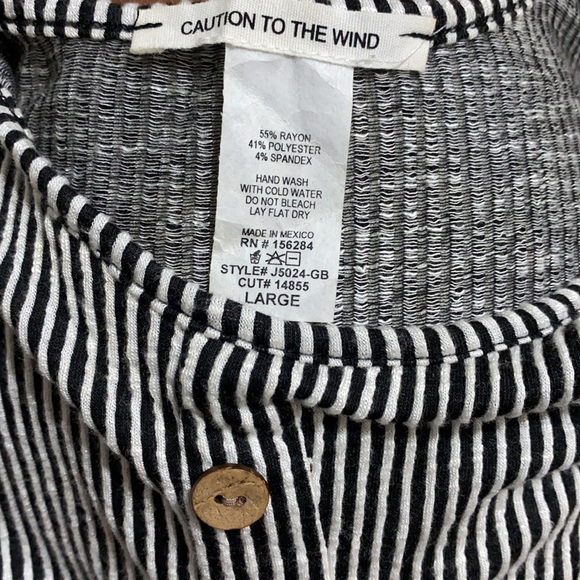 CAUTION TO THE WIND
55% RAYON
41% POLYESTER
4% SPANDEX
HAND WASH
WITH COLD WATER
DO NOT BLEACH
LAY FLAT DRY
MADE IN MEXICO
RN # 156284
STYLE# J5024-GB
CUT# 14855
LARGE